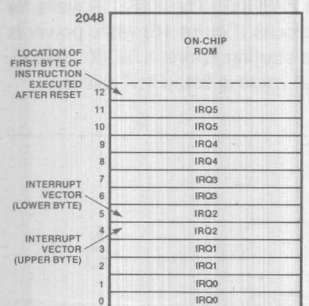 2048
ON-CHIP
ROM
LOCATION OF
FIRST BYTE OF
INSTRUCTION
EXECUTED
AFTER RESET
12
11 IRQ5
10 IRQ5
9 IRQ4
8 IRQ4
7 IRQ3
6 IRQ3
INTERRUPT
VECTOR
(LOWER BYTE)
5 IRQ2
4 IRQ2
INTERRUPT
VECTOR
(UPPER BYTE)
3 IRQ1
2 IRQ1
1 IRQ0
0 IRQ0